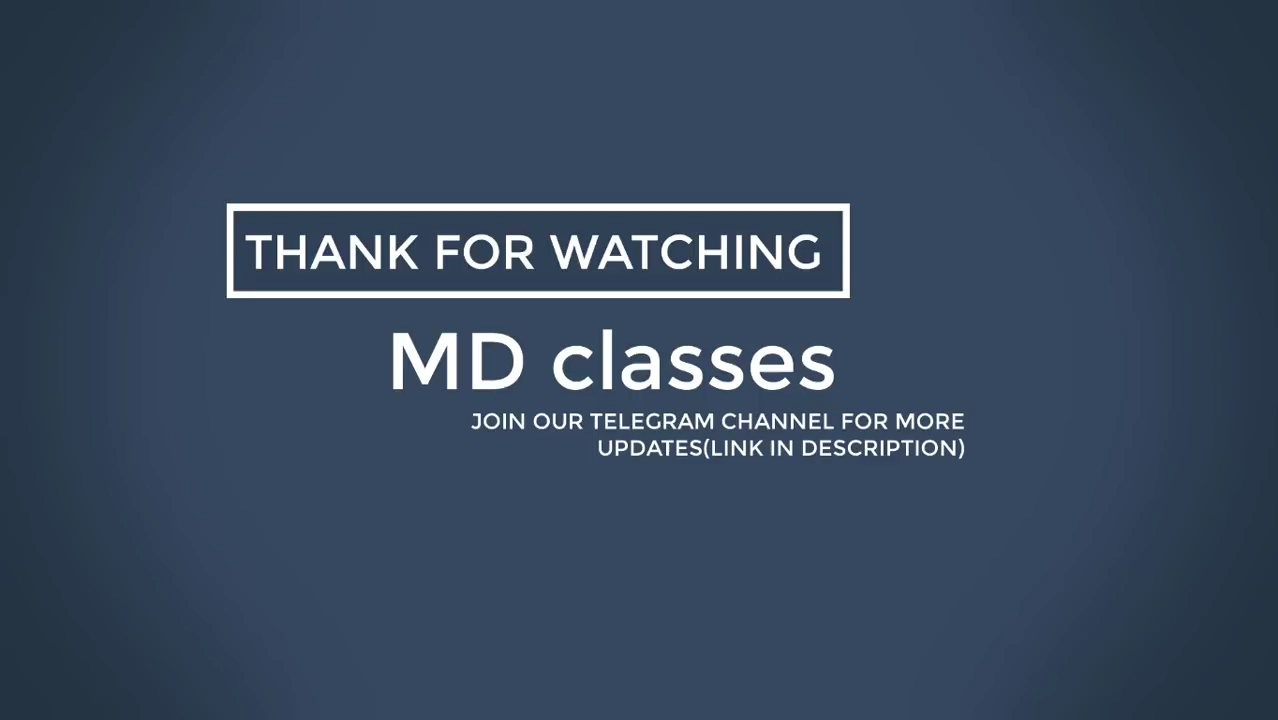 THANK FOR WATCHING
MD classes
JOIN OUR TELEGRAM CHANNEL FOR MORE
UPDATES(LINK IN DESCRIPTION)